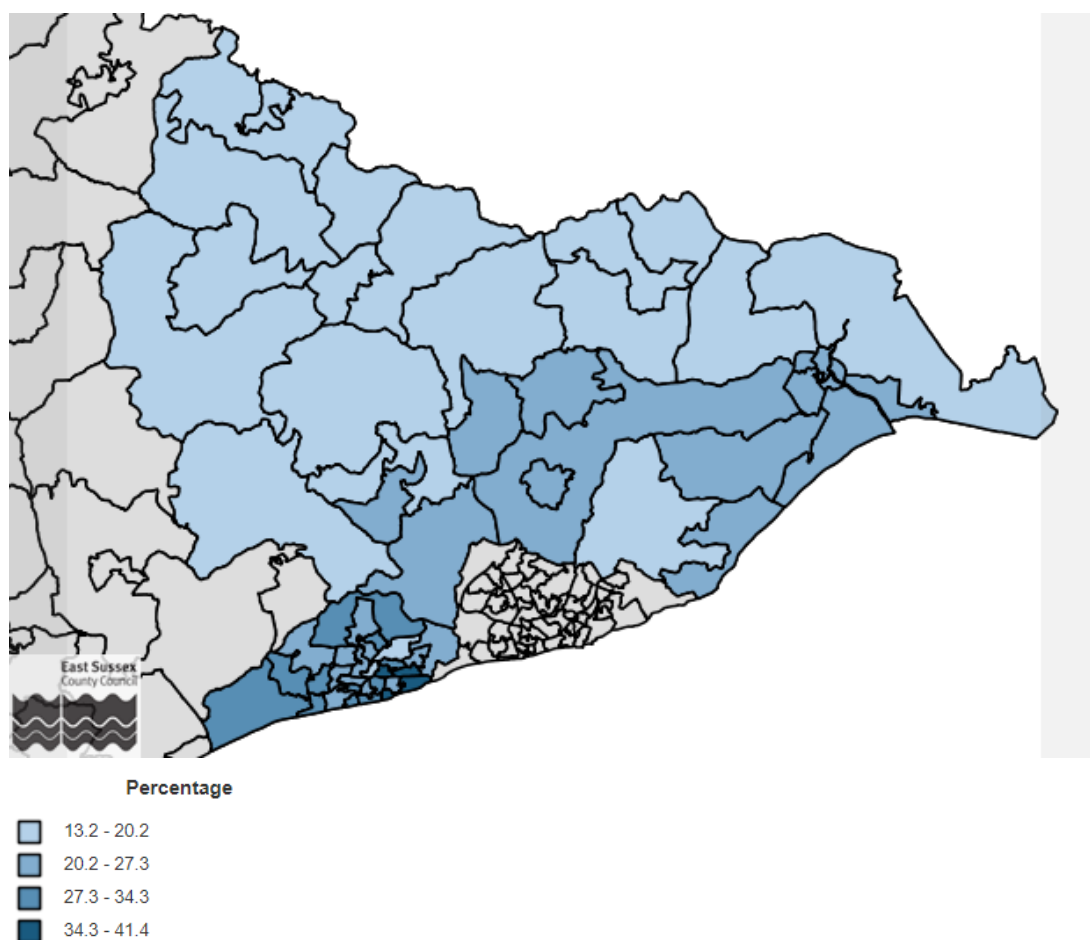 East Sussex
County Council
Percentage
13.2 - 20.2
20.2 - 27.3
27.3 - 34.3
34.3 - 41.4